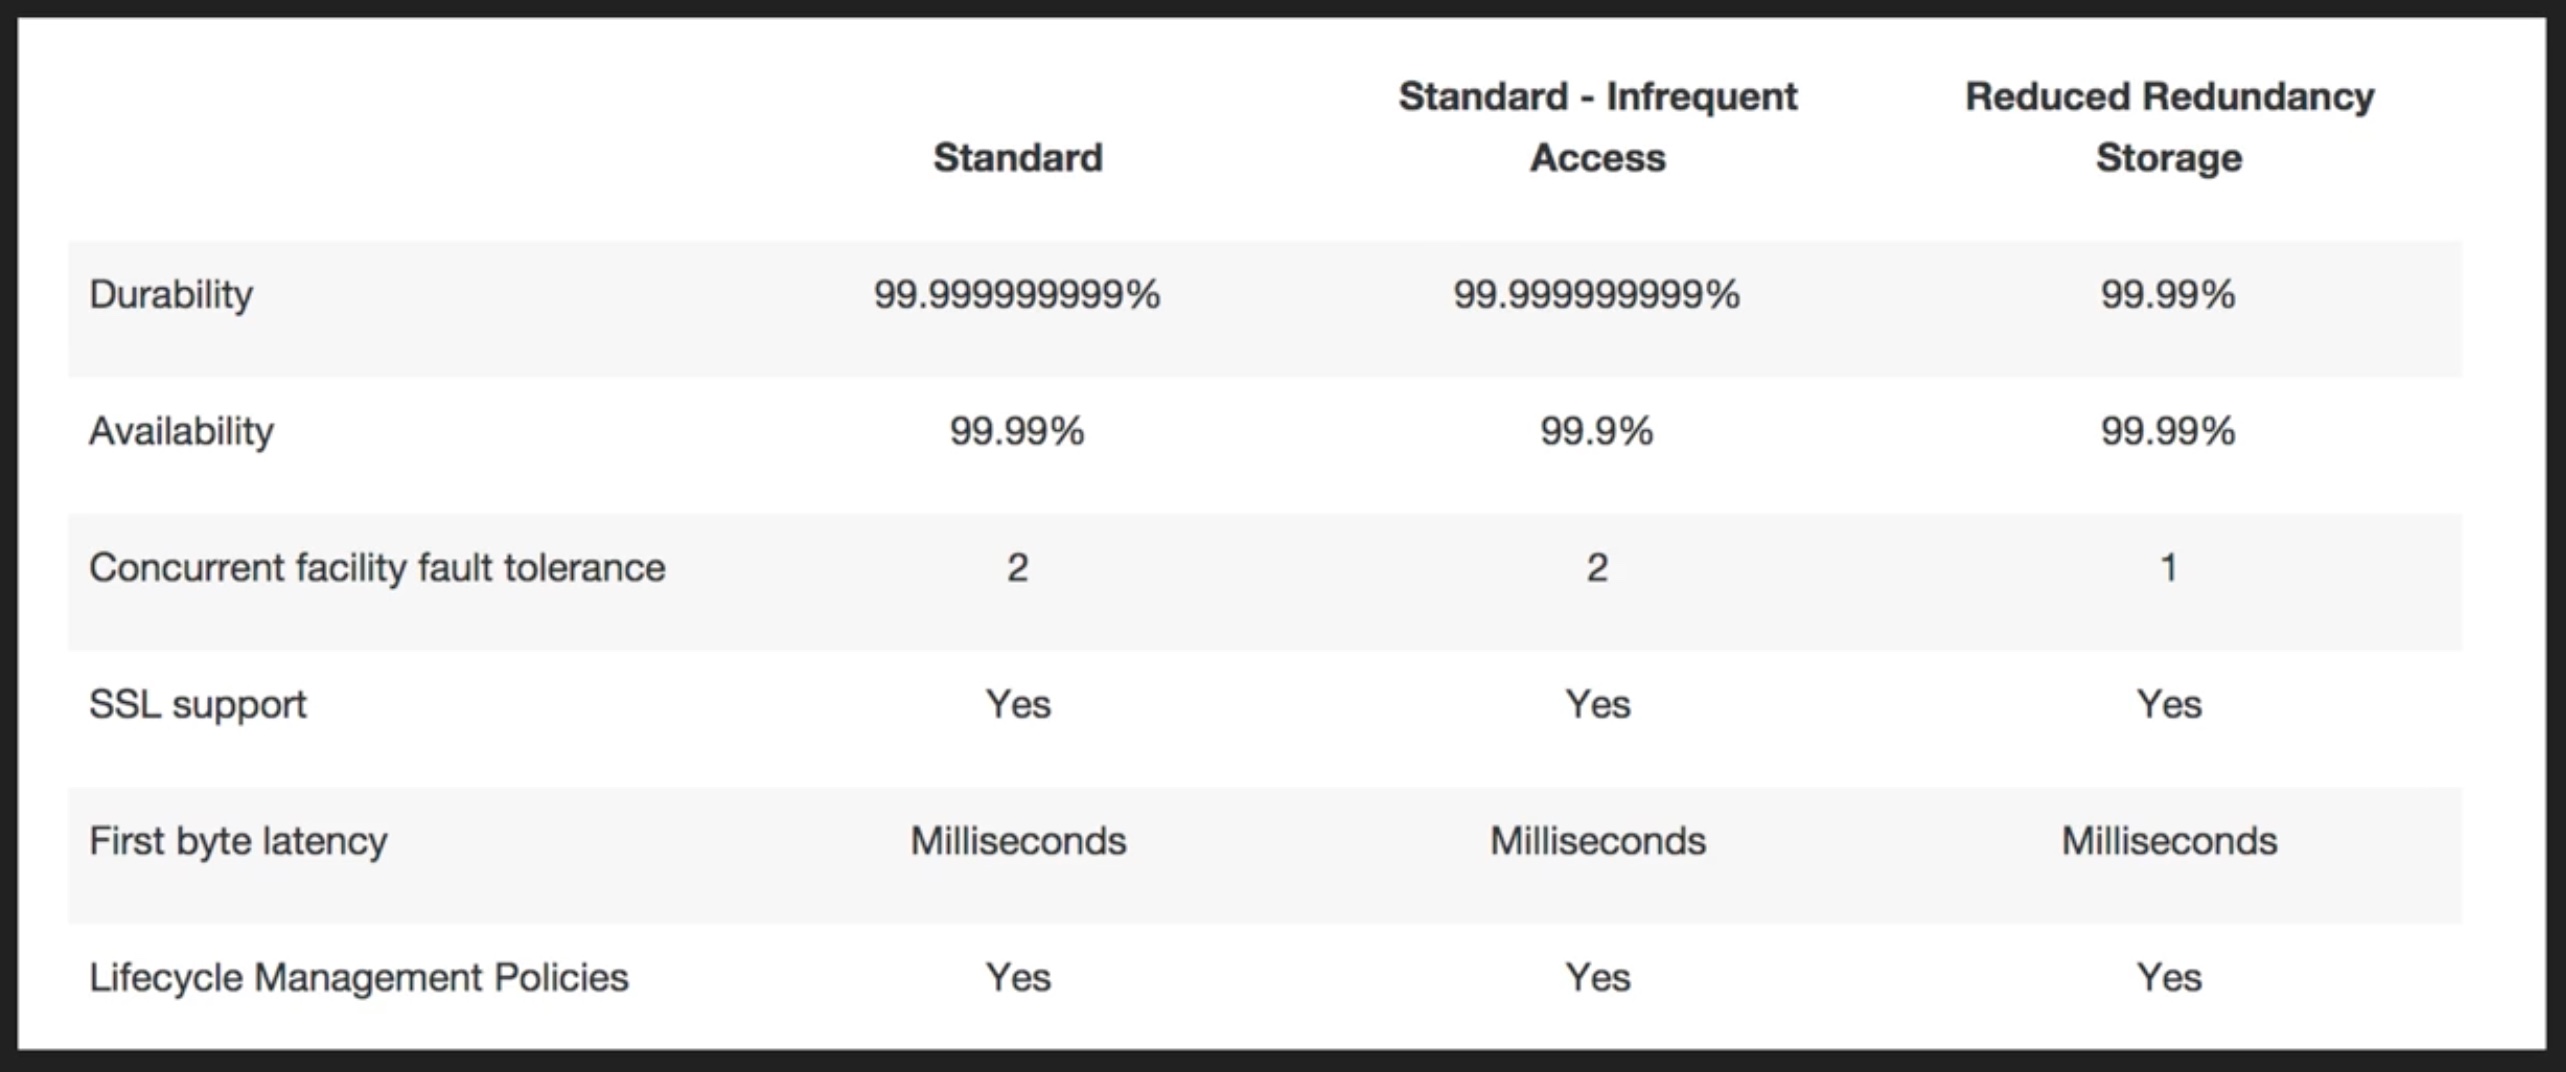 Standard
Standard - Infrequent
Access
Reduced Redundancy
Storage
Durability 99.999999999% 99.999999999% 99.99%
Availability 99.99% 99.9% 99.99%
Concurrent facility fault tolerance 2 2 1
SSL support Yes Yes Yes
First byte latency Milliseconds Milliseconds Milliseconds
Lifecycle Management Policies Yes Yes Yes